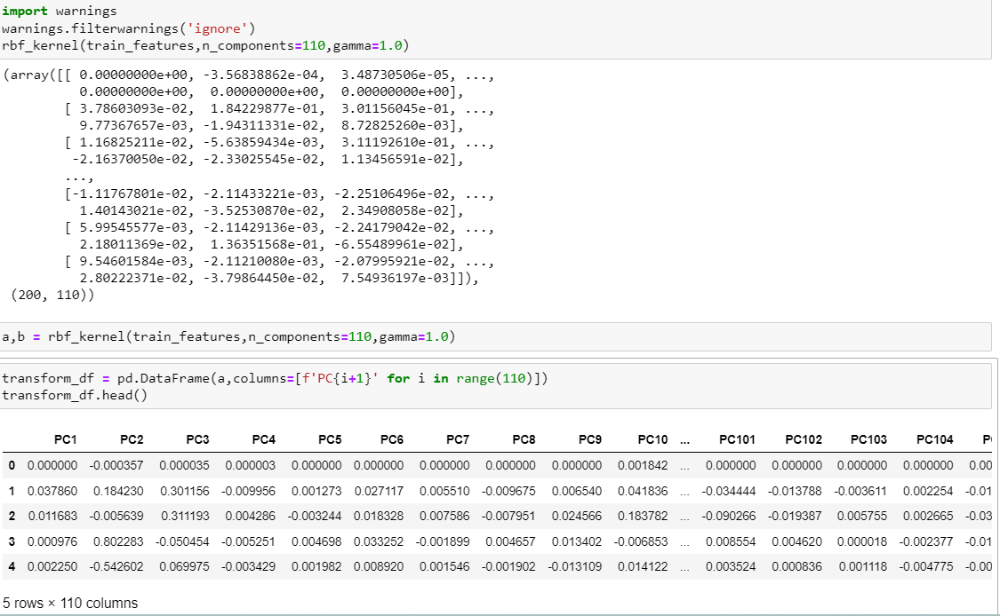 import warnings
warnings.filterwarnings('ignore')
rbf_kernel(train_features,n_components=110,gamma=1.0)
(array([[ 0.00000000e+00, -3.56838862e-04,  3.48730506e-05, ...,
0.00000000e+00,  0.00000000e+00,  0.00000000e+00],
[ 3.78603093e-02,  1.84229877e-01,  3.01156045e-01, ...,
9.77367657e-03, -1.94311331e-02,  8.72825260e-03],
[ 1.16825211e-02, -5.63859434e-03,  3.11192610e-01, ...,
-2.16370050e-02, -2.33025545e-02,  1.13456591e-02],
...,
[-1.11767801e-02, -2.11433221e-03, -2.25106496e-02, ...,
1.40143021e-02, -3.52530870e-02,  2.34908058e-02],
[ 5.99545577e-03, -2.11429136e-03, -2.24179042e-02, ...,
2.18011369e-02,  1.36351568e-01, -6.55489961e-02],
[ 9.54601584e-03, -2.11210080e-03, -2.07995921e-02, ...,
2.80222371e-02, -3.79864450e-02,  7.54936197e-03]]),
(200, 110))
a,b = rbf_kernel(train_features,n_components=110,gamma=1.0)
transform_df = pd.DataFrame(a,columns=[f'PC{i+1}' for i in range(110)])
transform_df.head()
PC1 PC2 PC3 PC4 PC5 PC6 PC7 PC8 PC9 PC10 ... PC101 PC102 PC103 PC104
0 0.000000 -0.000357 0.000035 0.000003 0.000000 0.000000 0.000000 0.000000 0.000000 0.001842 ... 0.000000 0.000000 0.000000 0.000000 0.00
1 0.037860 0.184230 0.301156 -0.009956 0.001273 0.027117 0.005510 -0.009675 0.006540 0.041836 ... -0.034444 -0.013788 -0.003611 0.002254 -0.01
2 0.011683 -0.005639 0.311193 0.004286 -0.003244 0.018328 0.007586 -0.007951 0.024566 0.183782 ... -0.090266 -0.019387 0.005755 0.002665 -0.03
3 0.000976 0.802283 -0.050454 -0.005251 0.004698 0.033252 -0.001899 0.004657 0.013402 -0.006853 ... 0.008554 0.004620 0.000018 -0.002377 -0.01
4 0.002250 -0.542602 0.069975 -0.003429 0.001982 0.008920 0.001546 -0.001902 -0.013109 0.014122 ... 0.003524 0.000836 0.001118 -0.004775 -0.00
5 rows × 110 columns